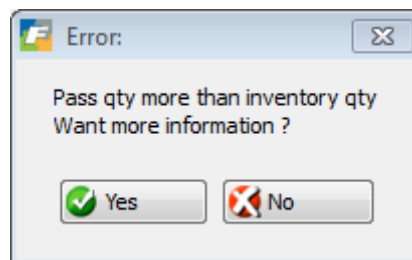 Error:
Pass qty more than inventory qty
Want more information ?
Yes
No